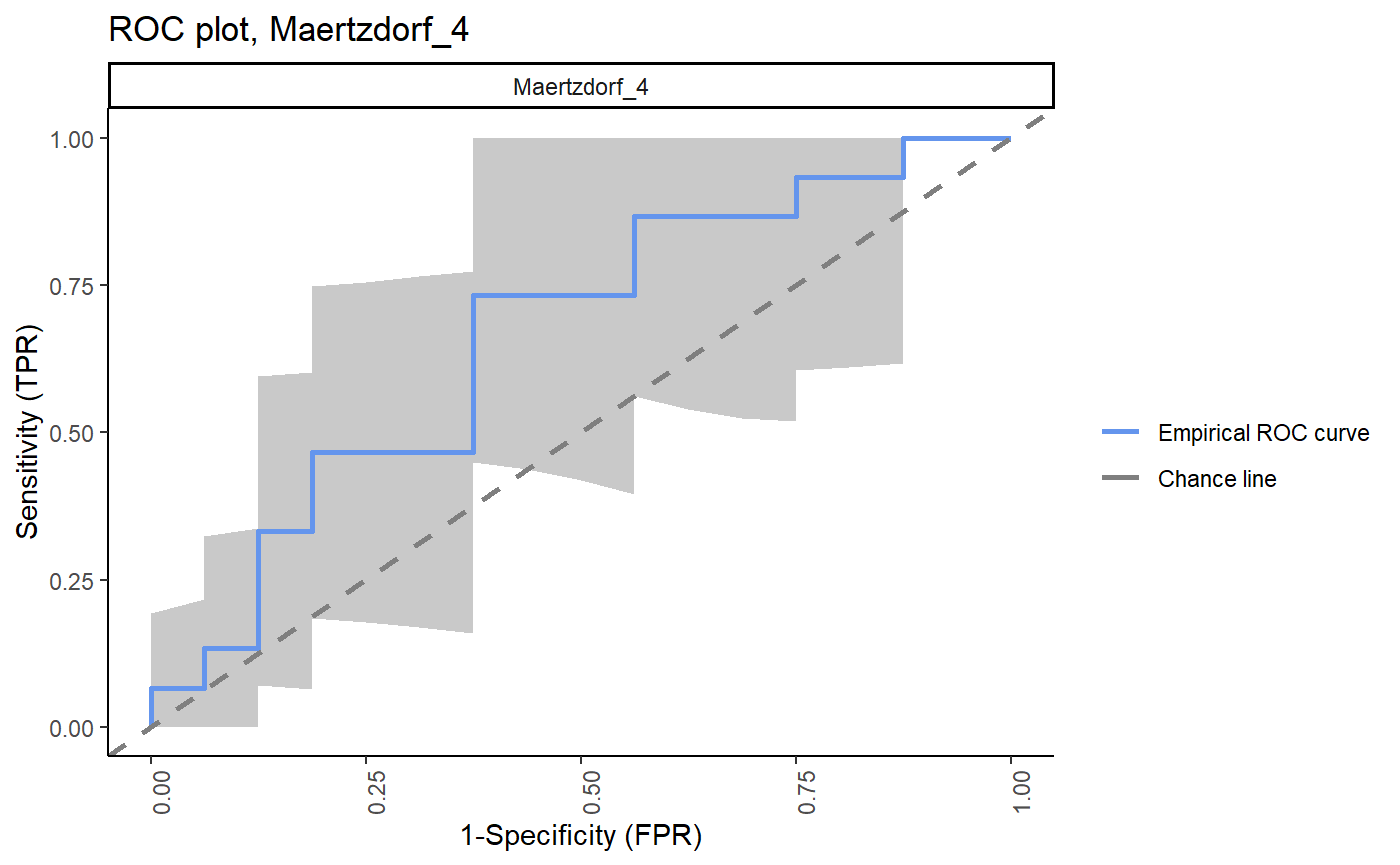 ROC plot, Maertzdorf_4
Maertzdorf_4
1.00
0.75
0.50
0.25
0.00
Sensitivity (TPR)
0.00
0.25
0.50
0.75
1.00
1-Specificity (FPR)
Empirical ROC curve
Chance line